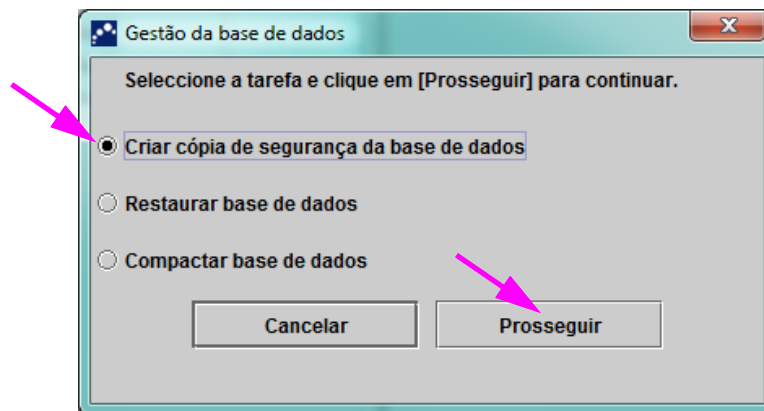 Gestão da base de dados
Seleccione a tarefa e clique em [Prosseguir] para continuar.
Criar cópia de segurança da base de dados
Restaurar base de dados
Compactar base de dados
Cancelar Prosseguir